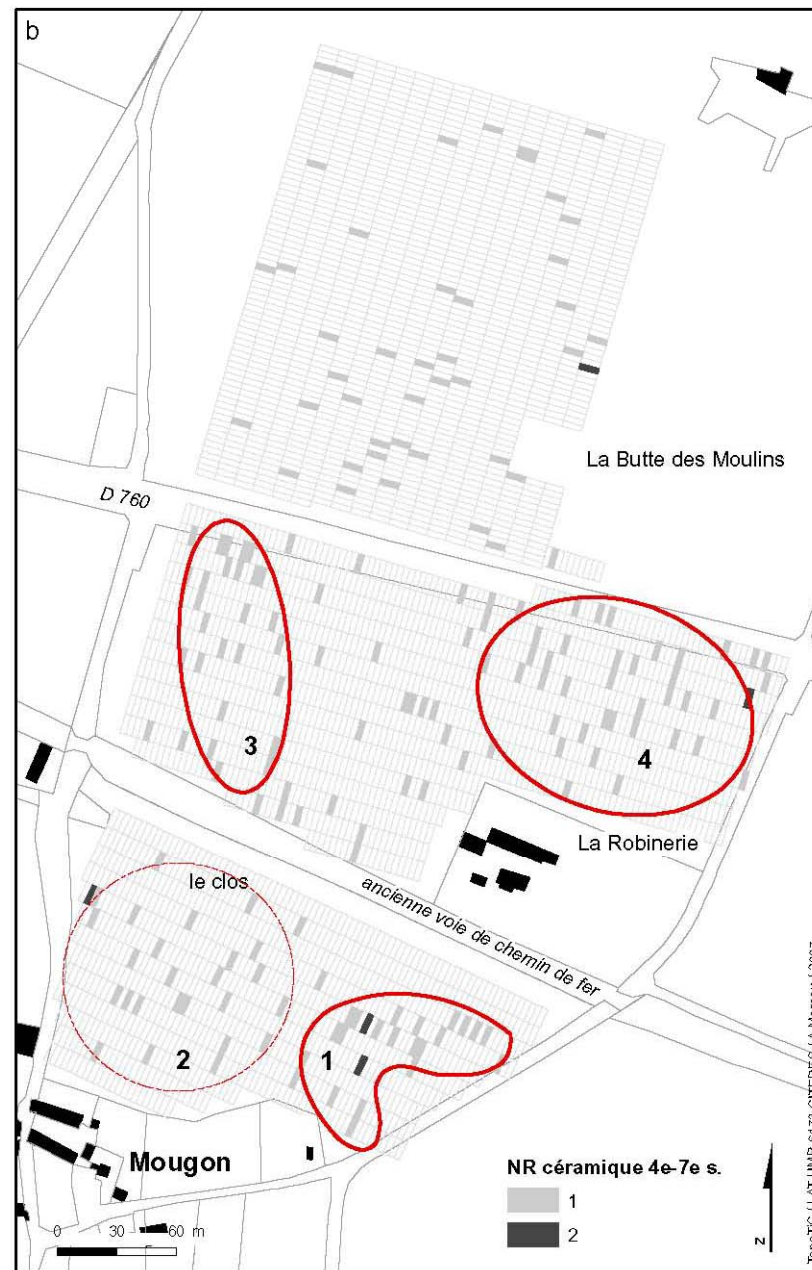 b
La Butte des Moulins
D 760
3
4
La Robinerie
le clos
ancienne voie de chemin de fer
2
1
Mougon
NR céramique 4e-7e s.
1
2
0 30 60 m
z